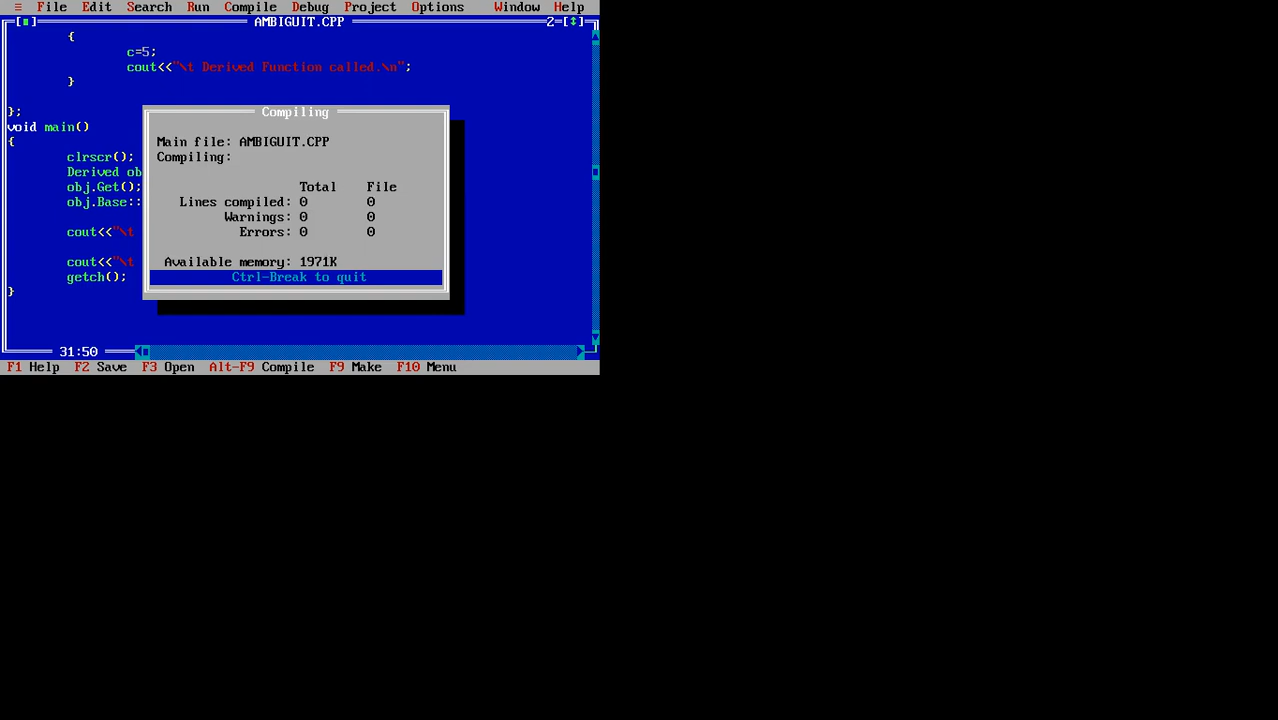 ≡ File Edit Search Run Compile Debug Project Options Window Help
[■] AMBIGUIT.CPP 2=[↕]
{
c=5;
cout<<"\t Derived Function called.\n";
}
};
void main()
{
clrscr();
Derived ob
obj.Get();
obj.Base::
cout<<"\t
cout<<"\t
getch();
}
Compiling
Main file: AMBIGUIT.CPP
Compiling:
Total File
Lines compiled: 0 0
Warnings: 0 0
Errors: 0 0
Available memory: 1971K
Ctrl-Break to quit
31:50
F1 Help F2 Save F3 Open Alt-F9 Compile F9 Make F10 Menu